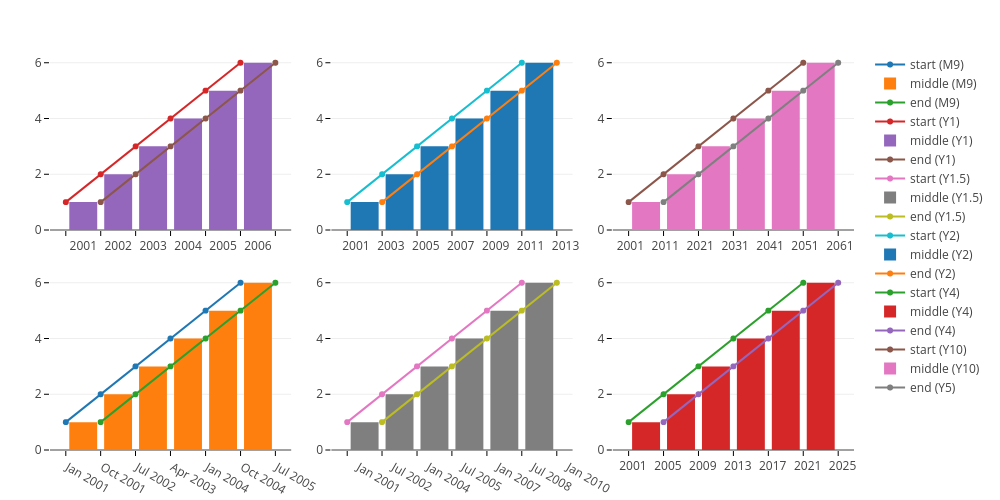 6
4
2
0
2001 2002 2003 2004 2005 2006
6
4
2
0
2001 2003 2005 2007 2009 2011 2013
6
4
2
0
2001 2011 2021 2031 2041 2051 2061
6
4
2
0
Jan 2001 Oct 2001 Jul 2002 Apr 2003 Jan 2004 Oct 2004 Jul 2005
6
4
2
0
Jan 2001 Jul 2002 Jan 2004 Jul 2005 Jan 2007 Jul 2008 Jan 2010
6
4
2
0
2001 2005 2009 2013 2017 2021 2025
start (M9)
middle (M9)
end (M9)
start (Y1)
middle (Y1)
end (Y1)
start (Y1.5)
middle (Y1.5)
end (Y1.5)
start (Y2)
middle (Y2)
end (Y2)
start (Y4)
middle (Y4)
end (Y4)
start (Y10)
middle (Y10)
end (Y5)